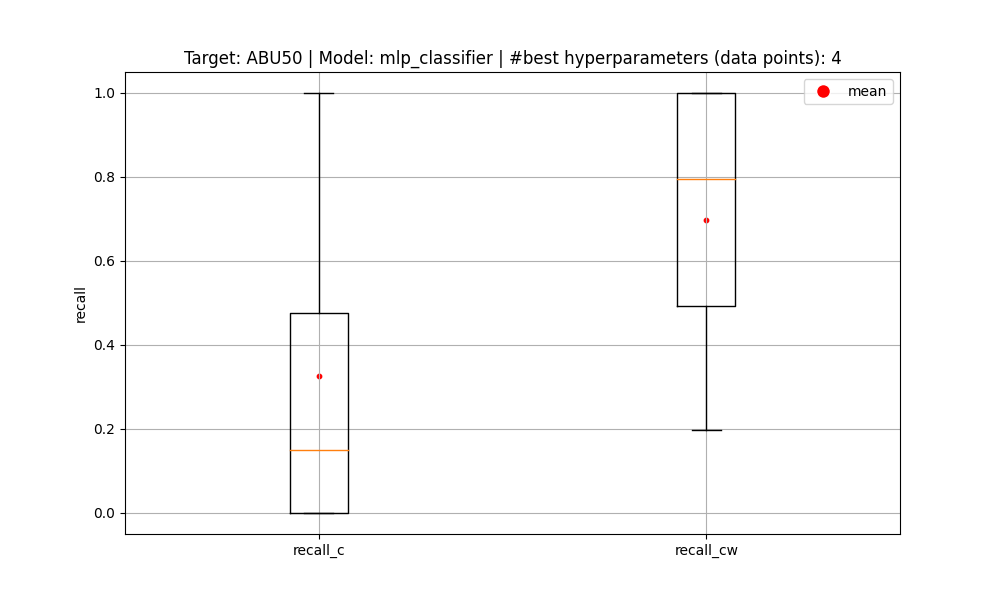 Target: ABU50 | Model: mlp_classifier | #best hyperparameters (data points): 4
mean
1.0
0.8
0.6
0.4
0.2
0.0
recall
recall_c
recall_cw